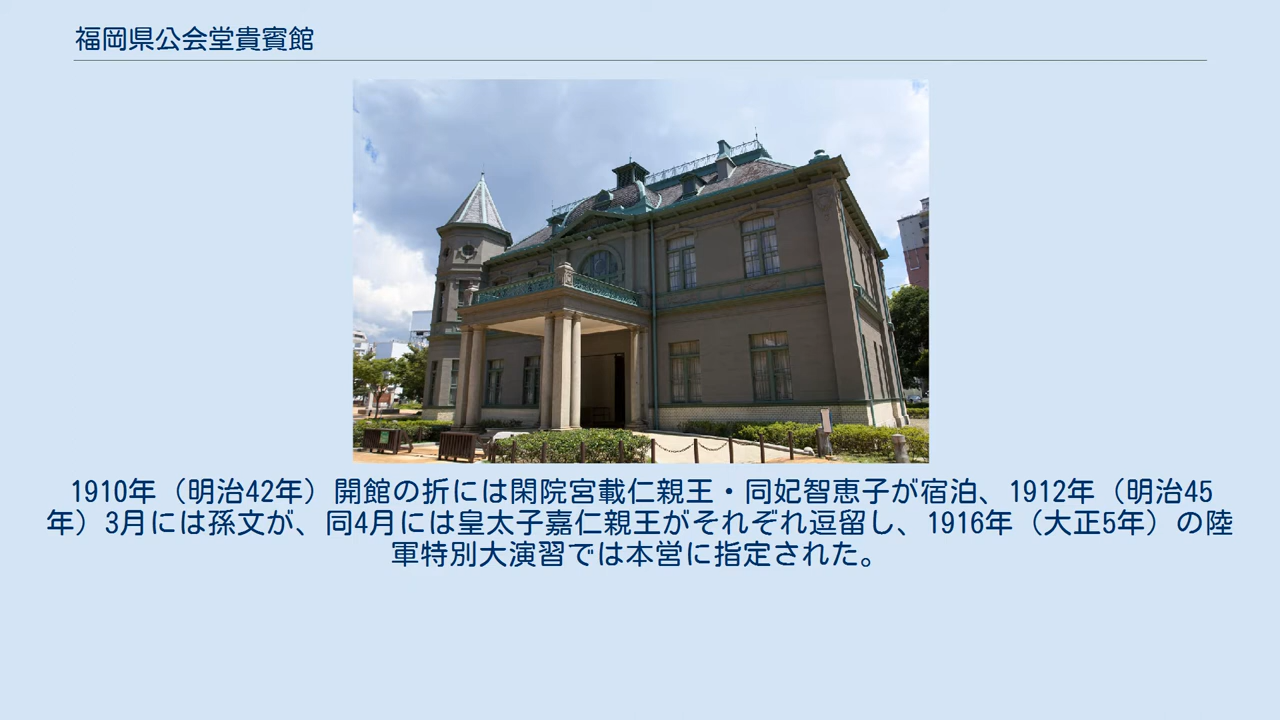 福岡県公会堂貴賓館
1910年（明治42年）開館の折には閑院宮載仁親王・同妃智恵子が宿泊、1912年（明治45
年）3月には孫文が、同4月には皇太子嘉仁親王がそれぞれ逗留し、1916年（大正5年）の陸
軍特別大演習では本営に指定された。